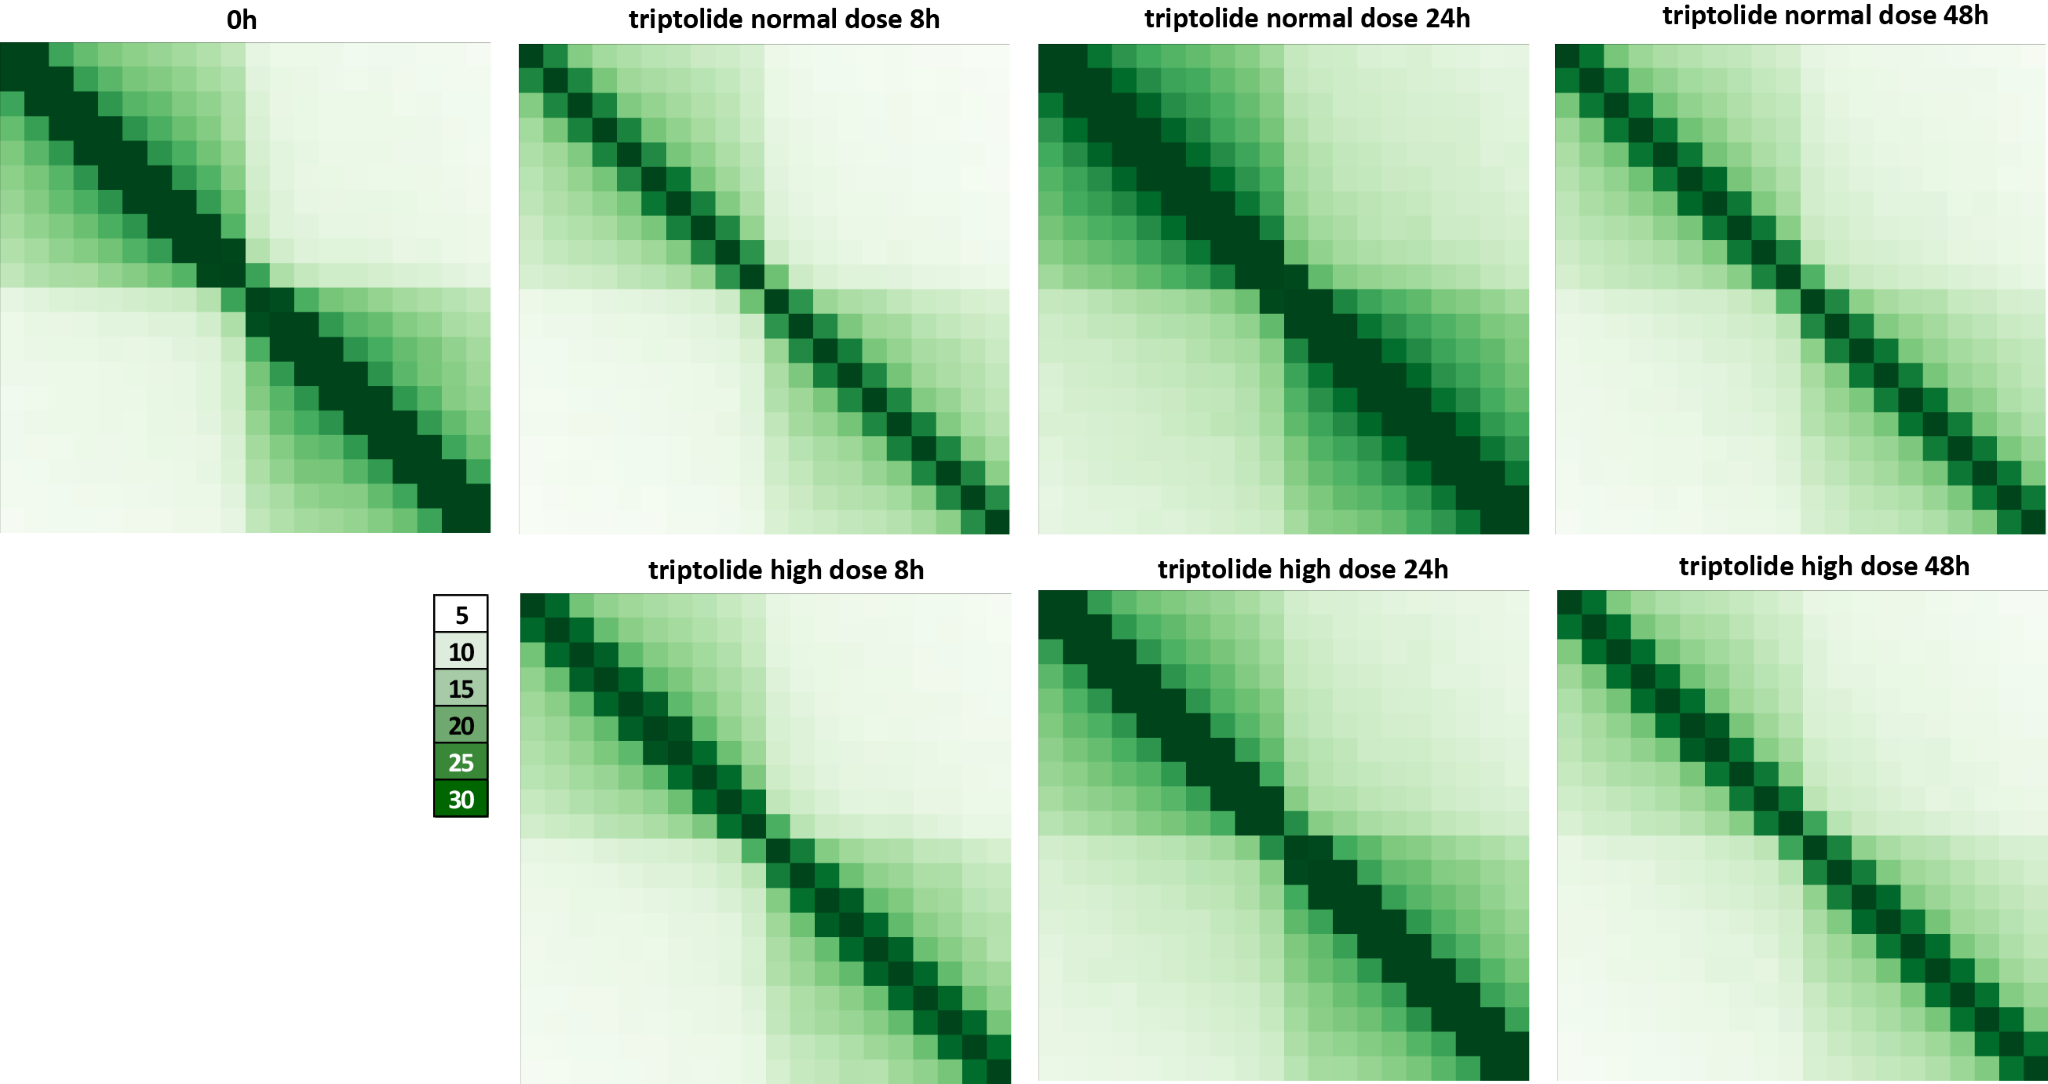 0h
triptolide normal dose 8h
triptolide normal dose 24h
triptolide normal dose 48h
triptolide high dose 8h
triptolide high dose 24h
triptolide high dose 48h
5
10
15
20
25
30